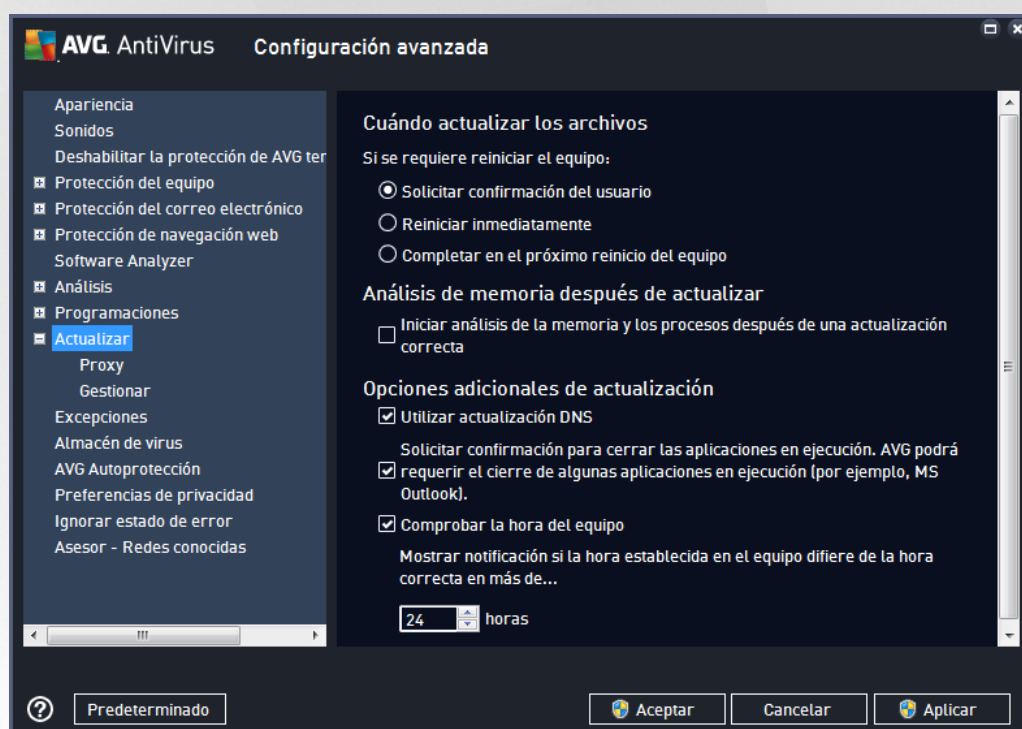 AVG. AntiVirus Configuración avanzada
Apariencia
Sonidos
Deshabilitar la protección de AVG ter
Protección del equipo
Protección del correo electrónico
Protección de navegación web
Software Analyzer
Análisis
Programaciones
Actualizar
Proxy
Gestionar
Excepciones
Almacén de virus
AVG Autoprotección
Preferencias de privacidad
Ignorar estado de error
Asesor - Redes conocidas
Cuándo actualizar los archivos
Si se requiere reiniciar el equipo:
Solicitar confirmación del usuario
Reiniciar inmediatamente
Completar en el próximo reinicio del equipo
Análisis de memoria después de actualizar
Iniciar análisis de la memoria y los procesos después de una actualización
correcta
Opciones adicionales de actualización
Utilizar actualización DNS
Solicitar confirmación para cerrar las aplicaciones en ejecución. AVG podrá
requerir el cierre de algunas aplicaciones en ejecución (por ejemplo, MS
Outlook).
Comprobar la hora del equipo
Mostrar notificación si la hora establecida en el equipo difiere de la hora
correcta en más de...
24 horas
? Predeterminado Aceptar Cancelar Aplicar